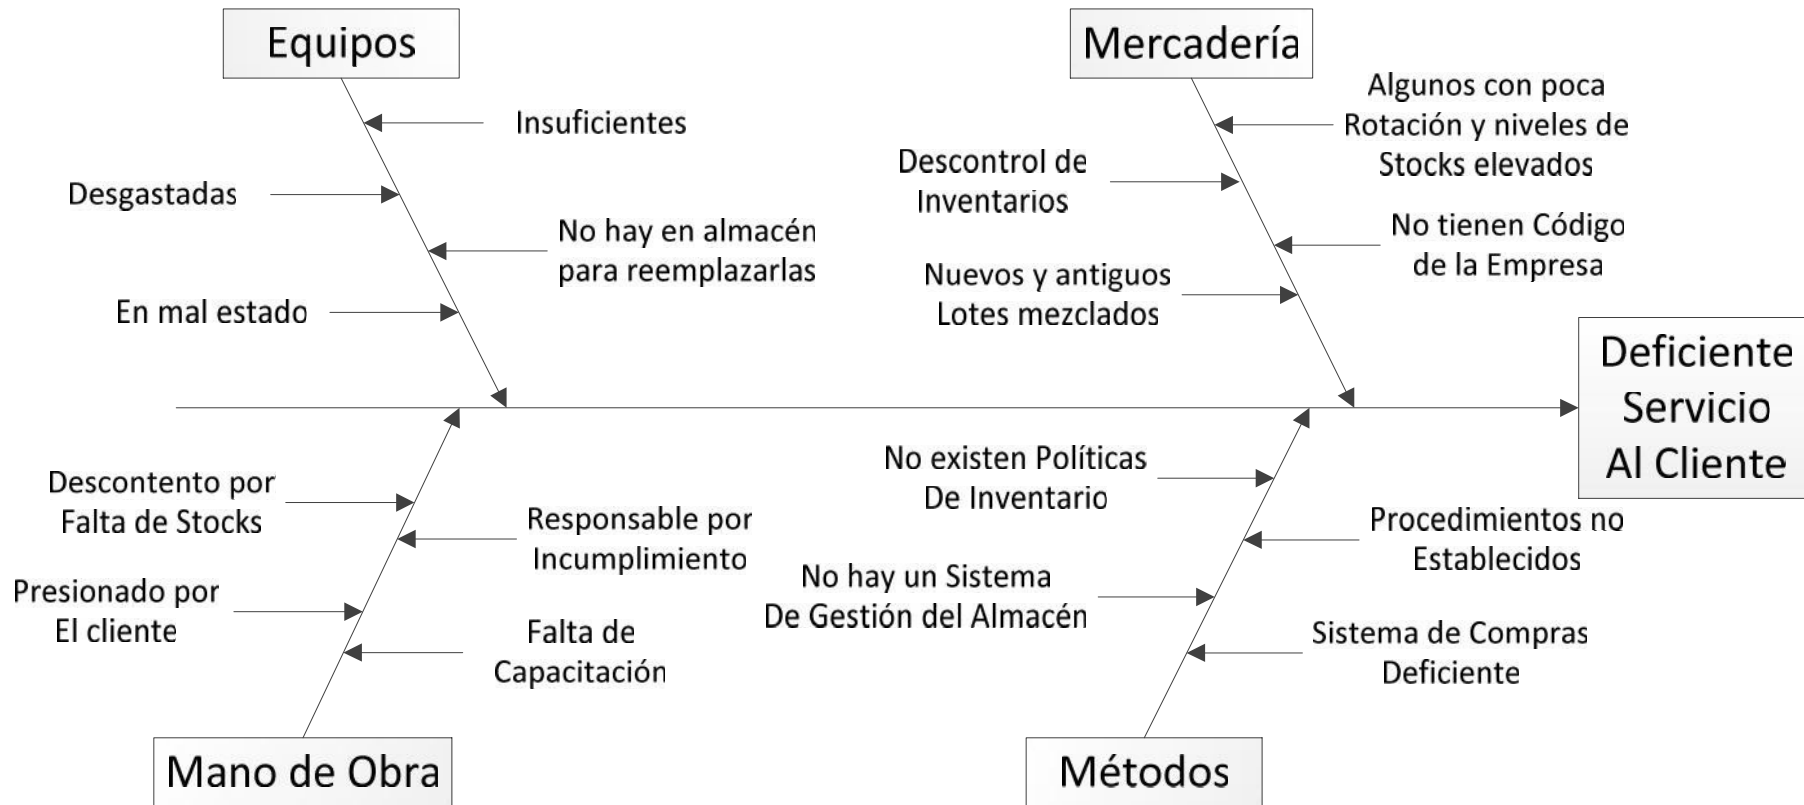 Equipos
Mercadería
Insuficientes
Desgastadas
No hay en almacén
para reemplazarlas
En mal estado
Algunos con poca
Rotación y niveles de
Stocks elevados
Descontrol de
Inventarios
No tienen Código
de la Empresa
Nuevos y antiguos
Lotes mezclados
Deficiente
Servicio
Al Cliente
Descontento por
Falta de Stocks
Responsable por
Incumplimiento
Presionado por
El cliente
Falta de
Capacitación
No existen Políticas
De Inventario
Procedimientos no
Establecidos
No hay un Sistema
De Gestión del Almacén
Sistema de Compras
Deficiente
Mano de Obra
Métodos